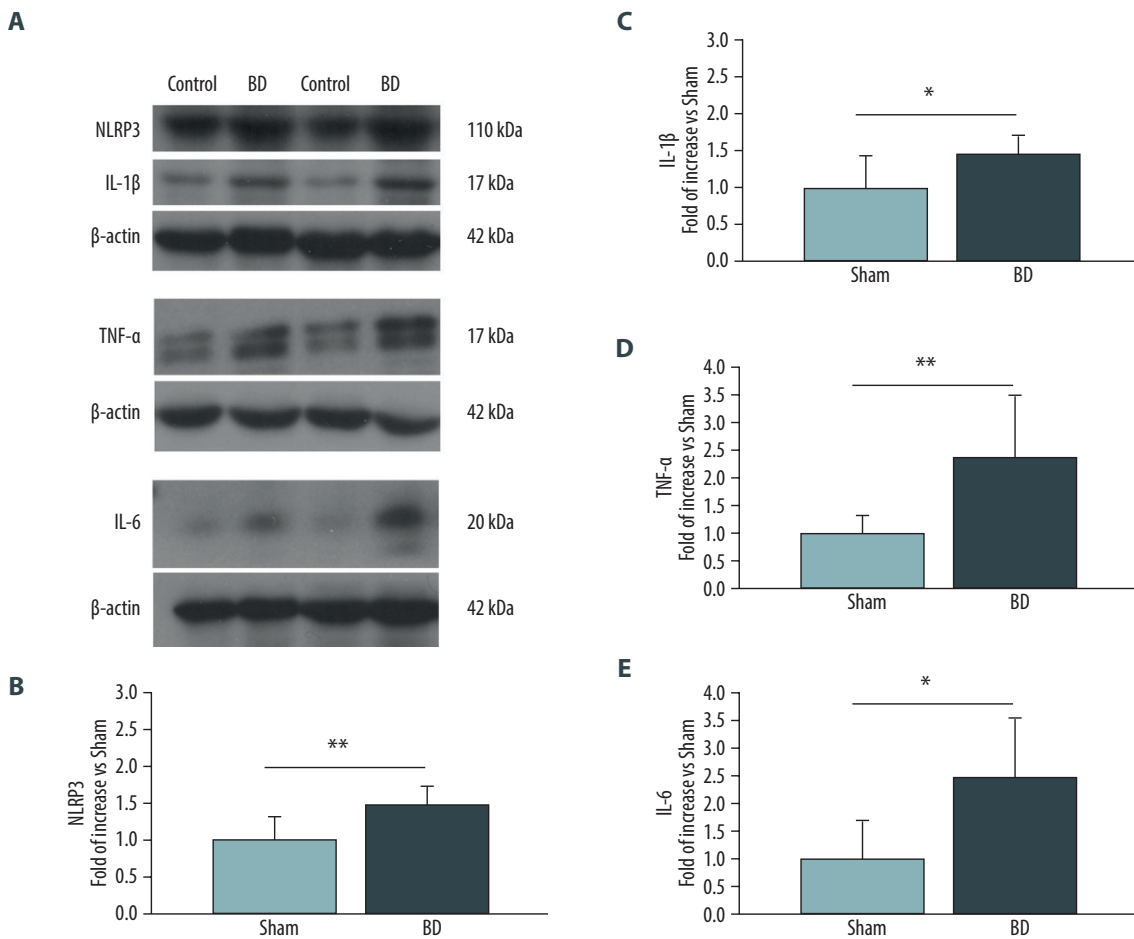 A
Control BD Control BD
NLRP3 110 kDa
IL-1β 17 kDa
β-actin 42 kDa
TNF-α 17 kDa
β-actin 42 kDa
IL-6 20 kDa
β-actin 42 kDa
B
NLRP3
Fold of increase vs Sham
3.0
2.5
2.0
1.5
1.0
0.5
0.0
**
Sham BD
C
IL-1β
Fold of increase vs Sham
3.0
2.5
2.0
1.5
1.0
0.5
0.0
*
Sham BD
D
TNF-α
Fold of increase vs Sham
4.0
3.5
3.0
2.5
2.0
1.5
1.0
0.5
0.0
**
Sham BD
E
IL-6
Fold of increase vs Sham
4.0
3.5
3.0
2.5
2.0
1.5
1.0
0.5
0.0
*
Sham BD